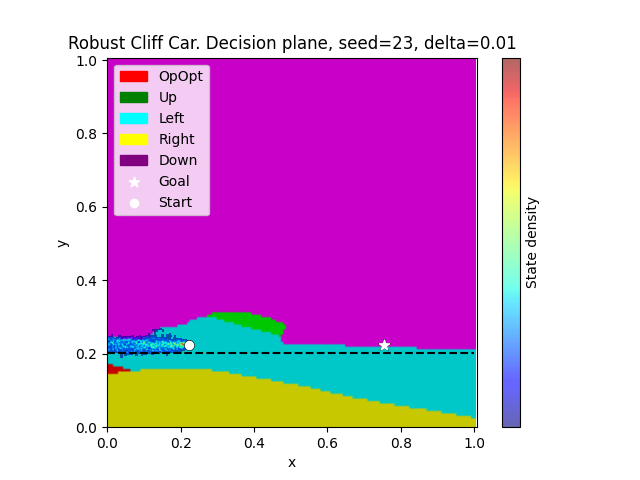 Robust Cliff Car. Decision plane, seed=23, delta=0.01
1.0
0.8
0.6
0.4
0.2
0.0
y
OpOpt
Up
Left
Right
Down
Goal
Start
0.0 0.2 0.4 0.6 0.8 1.0
x
State density